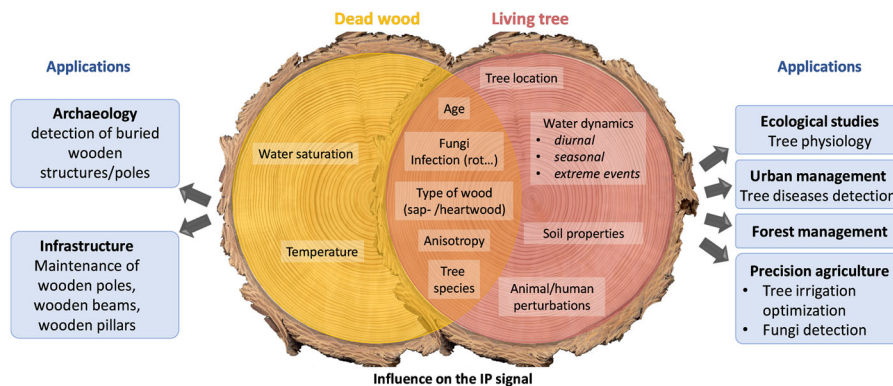 Dead wood
Living tree
Applications
Archaeology
detection of buried
wooden
structures/poles
Infrastructure
Maintenance of
wooden poles,
wooden beams,
wooden pillars
Water saturation
Temperature
Age
Fungi
Infection (rot...)
Type of wood
(sap- /heartwood)
Anisotropy
Tree
species
Tree location
Water dynamics
• diurnal
• seasonal
• extreme events
Soil properties
Animal/human
perturbations
Applications
Ecological studies
Tree physiology
Urban management
Tree diseases detection
Forest management
Precision agriculture
• Tree irrigation
optimization
• Fungi detection
Influence on the IP signal